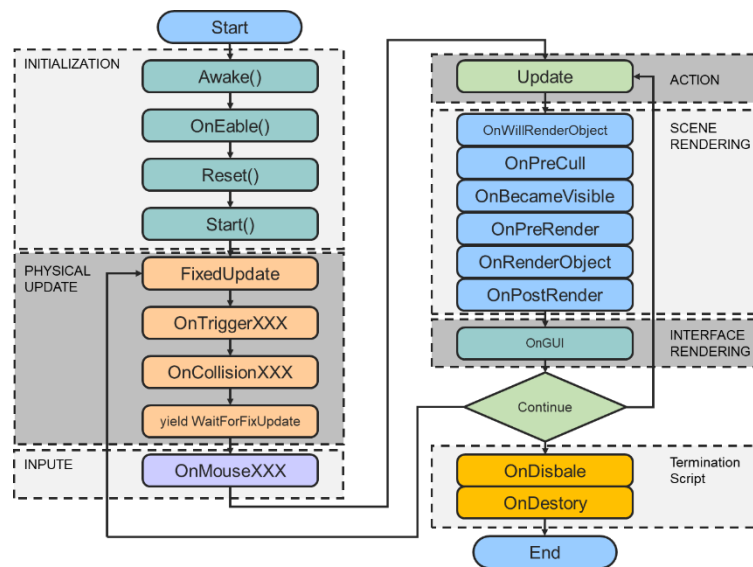 Start
INITIALIZATION
Awake()
OnEable()
Reset()
Start()
PHYSICAL
UPDATE
FixedUpdate
OnTriggerXXX
OnCollisionXXX
yield WaitForFixUpdate
INPUTE
OnMouseXXX
Update
ACTION
OnWillRenderObject
SCENE
RENDERING
OnPreCull
OnBecameVisible
OnPreRender
OnRenderObject
OnPostRender
OnGUI
INTERFACE
RENDERING
Continue
OnDisbale
Termination
Script
OnDestory
End